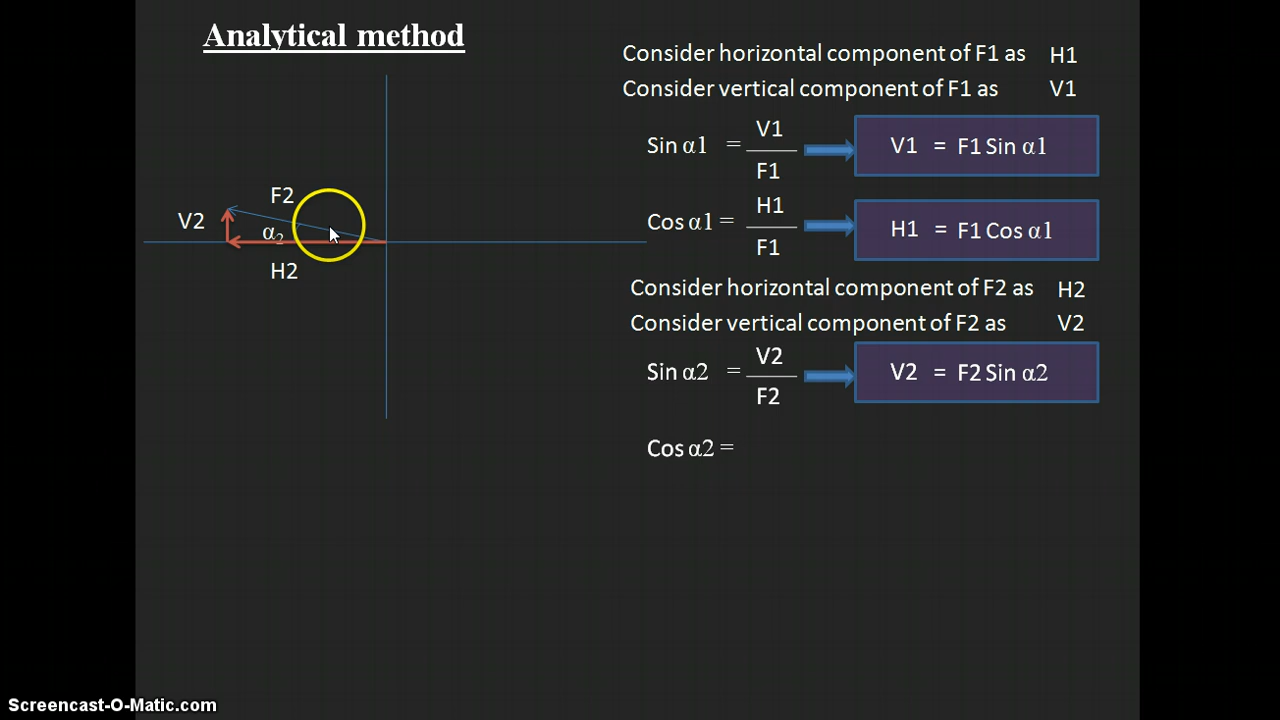 Analytical method
Consider horizontal component of F1 as H1
Consider vertical component of F1 as V1
Sin α1 = V1
F1
V1 = F1 Sin α1
Cos α1 = H1
F1
H1 = F1 Cos α1
Consider horizontal component of F2 as H2
Consider vertical component of F2 as V2
Sin α2 = V2
F2
V2 = F2 Sin α2
Cos α2 =
F2
V2
α2
H2
Screencast-O-Matic.com